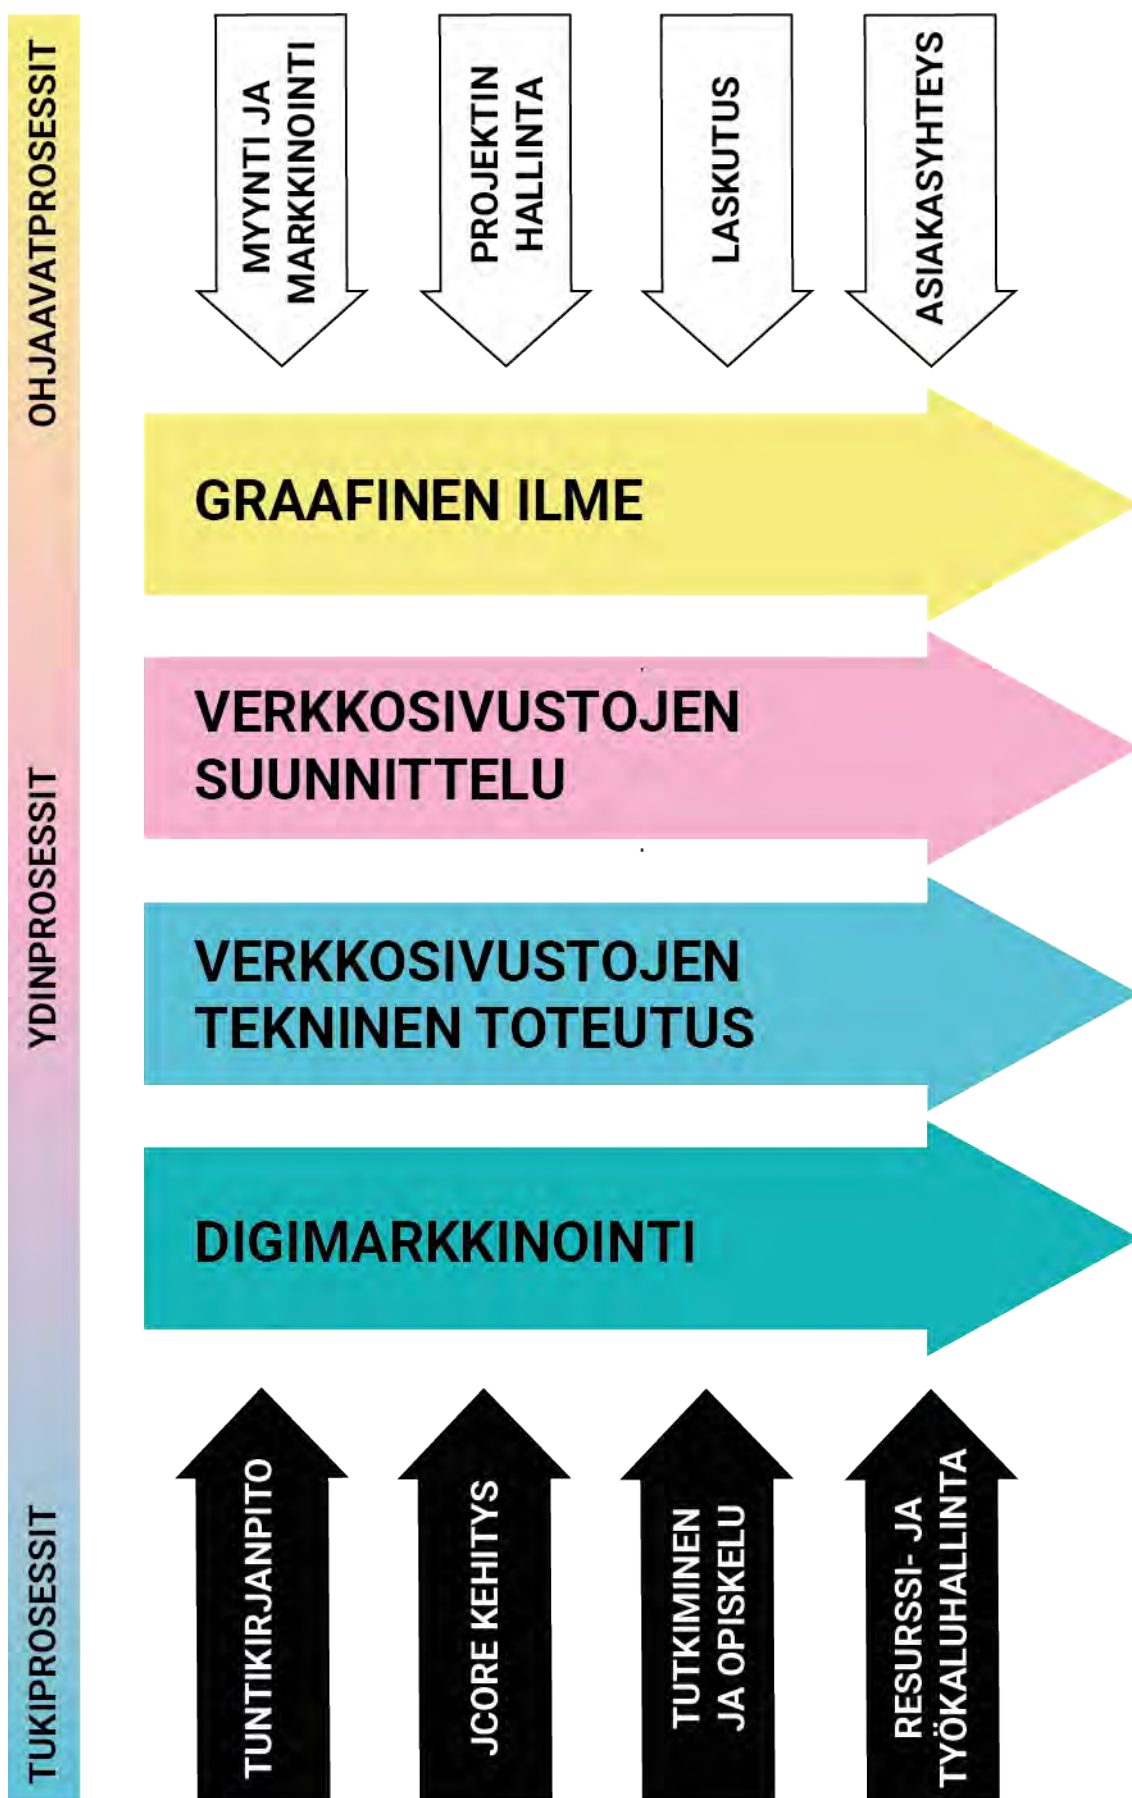 OHJAAVATPROSESSIT
MYYNTI JA
MARKKINOINTI
PROJEKTIN
HALLINTA
LASKUTUS
ASIAKASYHTEYS
YDINPROSESSIT
GRAAFINEN ILME
VERKKOSIVUSTOJEN
SUUNNITTELU
VERKKOSIVUSTOJEN
TEKNINEN TOTEUTUS
DIGIMARKKINOINTI
TUKIPROSESSIT
TUNTIKIRJANPITO
JCORE KEHITYS
TUTKIMINEN
JA OPISKELU
RESURSSI- JA
TYÖKALUHALLINTA